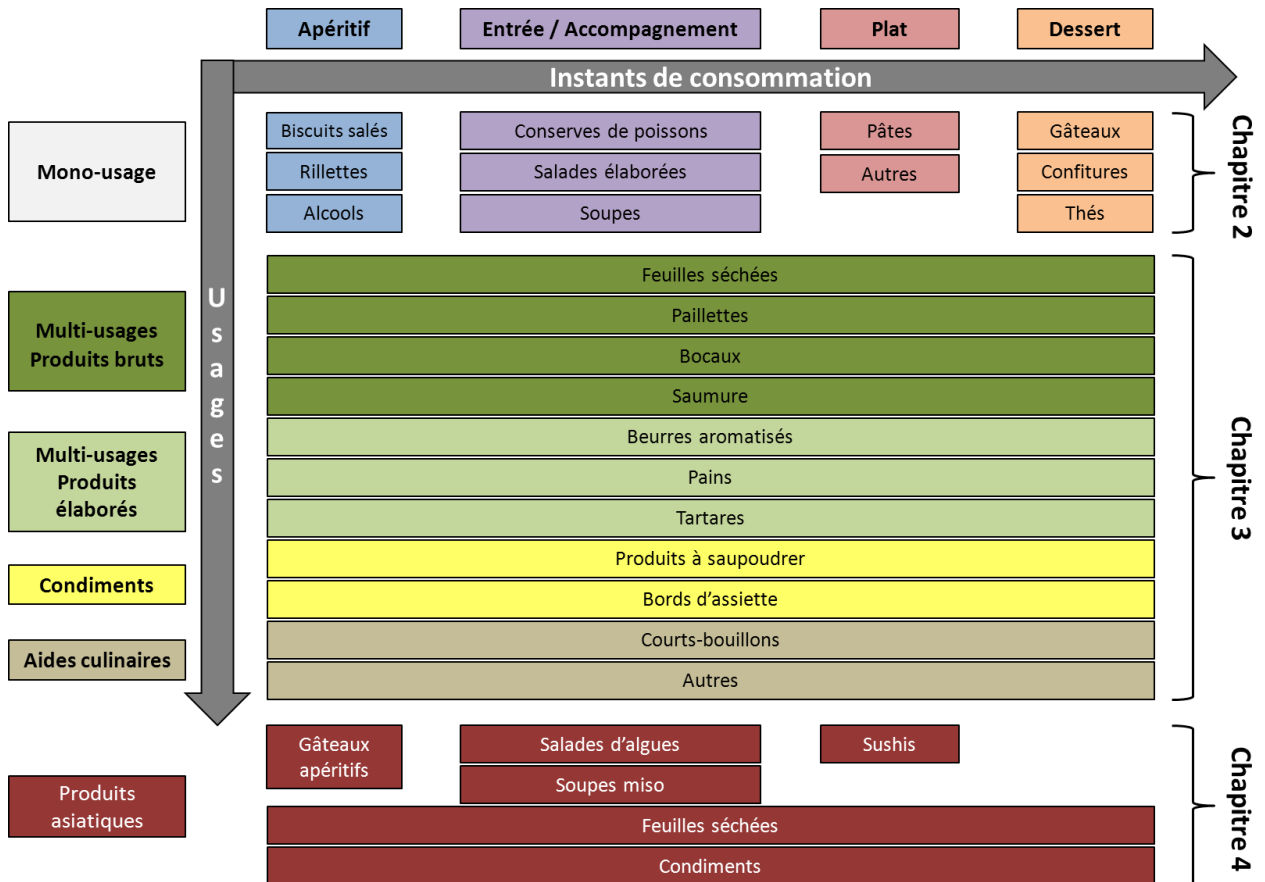 Apéritif
Entrée / Accompagnement
Plat
Dessert
Instants de consommation
Usages
Mono-usage
Biscuits salés
Conserves de poissons
Pâtes
Gâteaux
Rillettes
Salades élaborées
Autres
Confitures
Alcools
Soupes
Thés
Chapitre 2
Multi-usages
Produits bruts
Feuilles séchées
Paillettes
Bocaux
Saumure
Multi-usages
Produits
élaborés
Beurres aromatisés
Pains
Tartares
Condiments
Produits à saupoudrer
Bords d’assiette
Aides culinaires
Courts-bouillons
Autres
Chapitre 3
Produits
asiatiques
Gâteaux
apéritifs
Salades d’algues
Sushis
Soupes miso
Feuilles séchées
Condiments
Chapitre 4